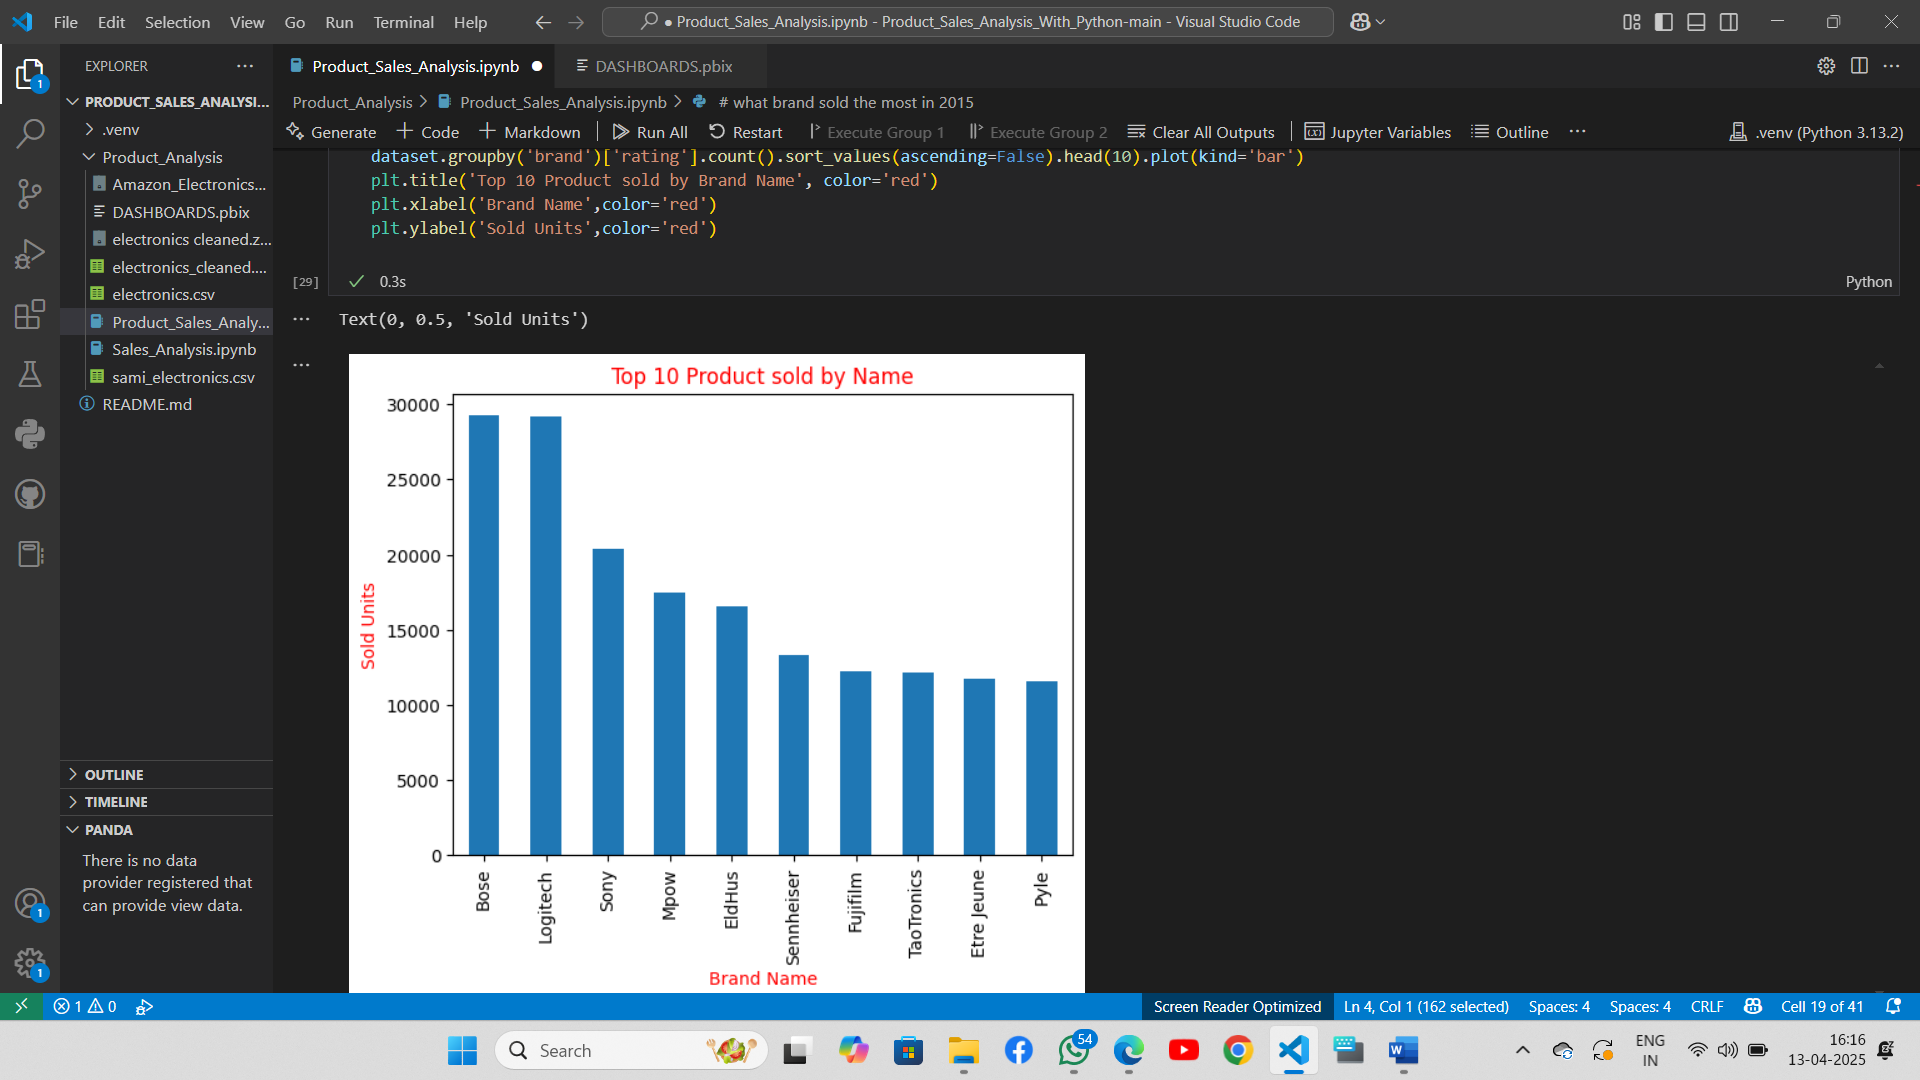 File Edit Selection View Go Run Terminal Help
● Product_Sales_Analysis.ipynb - Product_Sales_Analysis_With_Python-main - Visual Studio Code
EXPLORER
PRODUCT_SALES_ANALYSI...
.venv
Product_Analysis
Amazon_Electronics...
DASHBOARDS.pbix
electronics cleaned.z...
electronics_cleaned....
electronics.csv
Product_Sales_Analy...
Sales_Analysis.ipynb
sami_electronics.csv
README.md
OUTLINE
TIMELINE
PANDA
There is no data
provider registered that
can provide view data.
1
1
1
Product_Sales_Analysis.ipynb
DASHBOARDS.pbix
Product_Analysis > Product_Sales_Analysis.ipynb > # what brand sold the most in 2015
Generate + Code + Markdown Run All Restart Execute Group 1 Execute Group 2 Clear All Outputs Jupyter Variables Outline ... .venv (Python 3.13.2)
dataset.groupby('brand')['rating'].count().sort_values(ascending=False).head(10).plot(kind='bar')
plt.title('Top 10 Product sold by Brand Name', color='red')
plt.xlabel('Brand Name',color='red')
plt.ylabel('Sold Units',color='red')
[29] 0.3s Python
Text(0, 0.5, 'Sold Units')
Top 10 Product sold by Name
Sold Units
30000
25000
20000
15000
10000
5000
0
Bose
Logitech
Sony
Mpow
EldHus
Sennheiser
Fujifilm
TaoTronics
Etre Jeune
Pyle
Brand Name
1 0 Screen Reader Optimized Ln 4, Col 1 (162 selected) Spaces: 4 Spaces: 4 CRLF Cell 19 of 41
Search
54
ENG
IN
16:16
13-04-2025